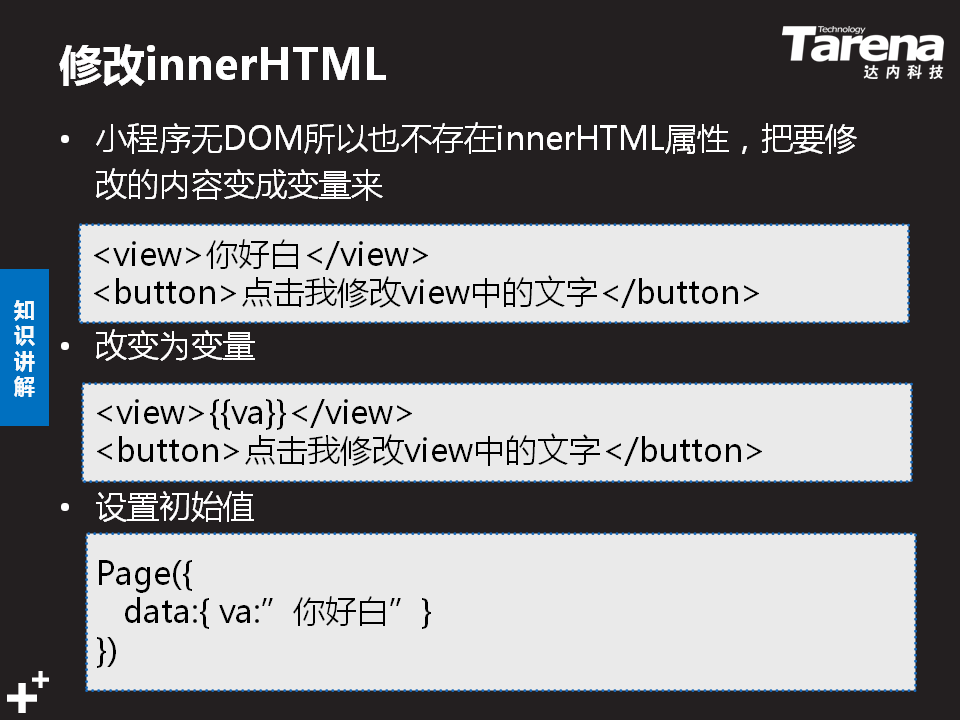 修改innerHTML
Technology
Tarena
达内科技
• 小程序无DOM所以也不存在innerHTML属性，把要修
改的内容变成变量来
<view>你好白</view>
<button>点击我修改view中的文字</button>
• 改变为变量
<view>{{va}}</view>
<button>点击我修改view中的文字</button>
• 设置初始值
Page({
data:{ va:”你好白”}
})
知识讲解